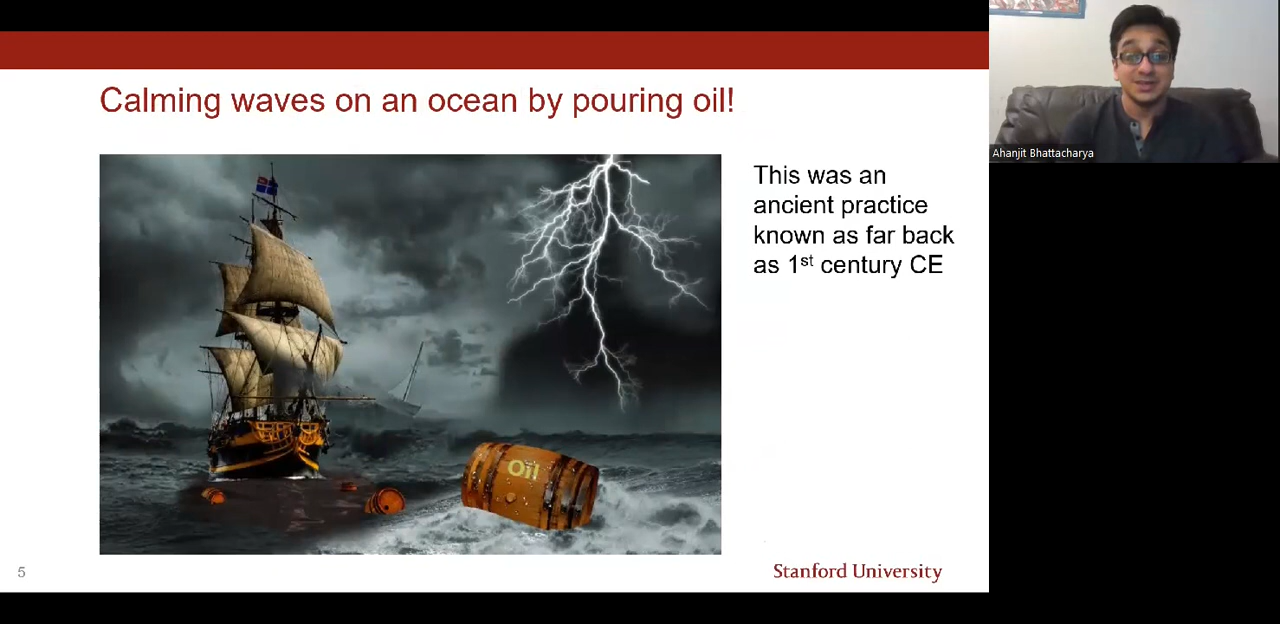 Calming waves on an ocean by pouring oil!
This was an
ancient practice
known as far back
as 1st century CE
Oil
5
Stanford University
Ahanjit Bhattacharya